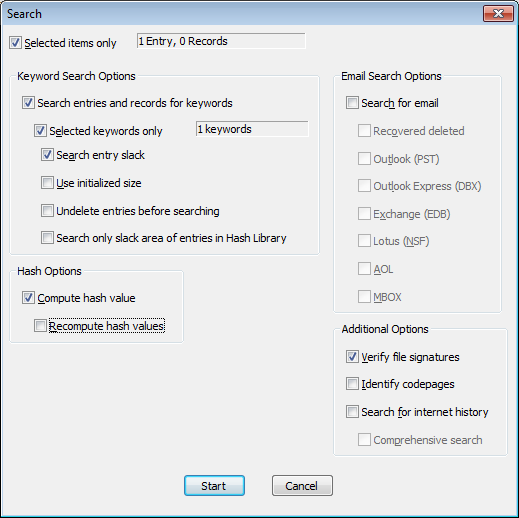 Search
Selected items only
1 Entry, 0 Records
Keyword Search Options
Search entries and records for keywords
Selected keywords only
1 keywords
Search entry slack
Use initialized size
Undelete entries before searching
Search only slack area of entries in Hash Library
Hash Options
Compute hash value
Recompute hash values
Email Search Options
Search for email
Recovered deleted
Outlook (PST)
Outlook Express (DBX)
Exchange (EDB)
Lotus (NSF)
AOL
MBOX
Additional Options
Verify file signatures
Identify codepages
Search for internet history
Comprehensive search
Start
Cancel